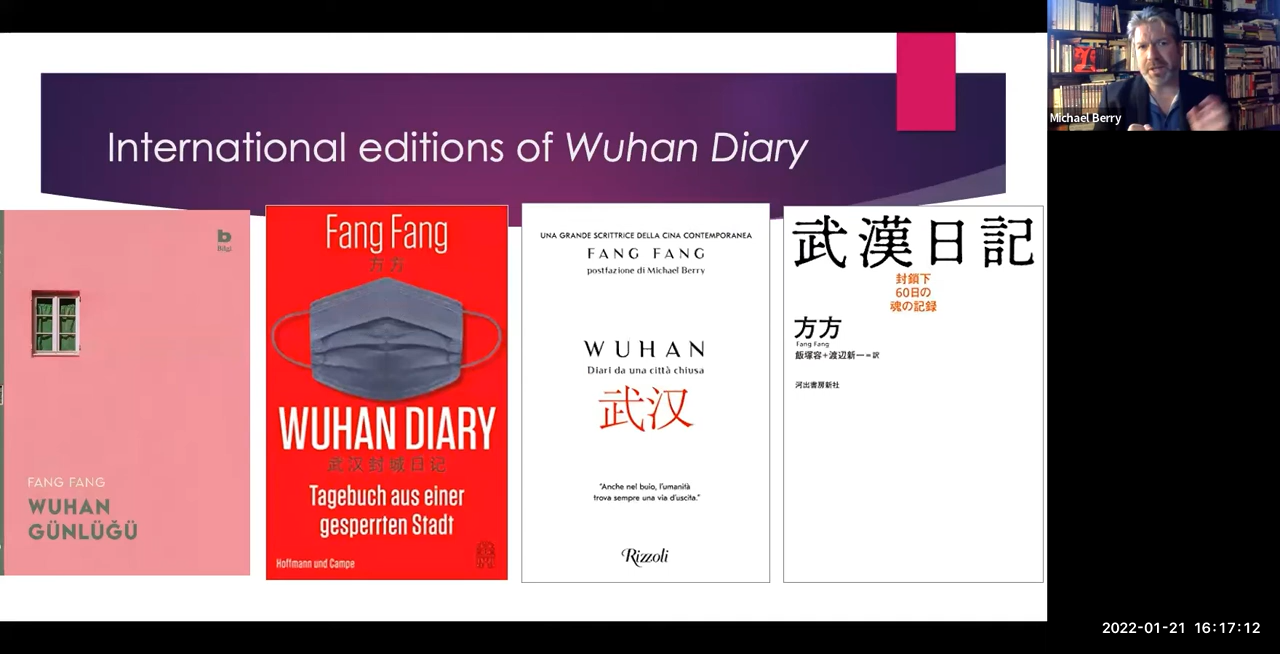 International editions of Wuhan Diary
Michael Berry
b
Bilgi
FANG FANG
WUHAN
GÜNLÜĞÜ
Fang Fang
方方
WUHAN DIARY
武汉封城日记
Tagebuch aus einer
gesperrten Stadt
Hoffmann und Campe
UNA GRANDE SCRITTRICE DELLA CINA CONTEMPORANEA
FANG FANG
postfazione di Michael Berry
WUHAN
Diari da una città chiusa
武汉
“Anche nel buio, l’umanità
trova sempre una via d’uscita.”
Rizzoli
武漢日記
封鎖下
60日の
魂の記録
方方
Fang Fang
飯塚容+渡辺新一=訳
河出書房新社
2022-01-21 16:17:12